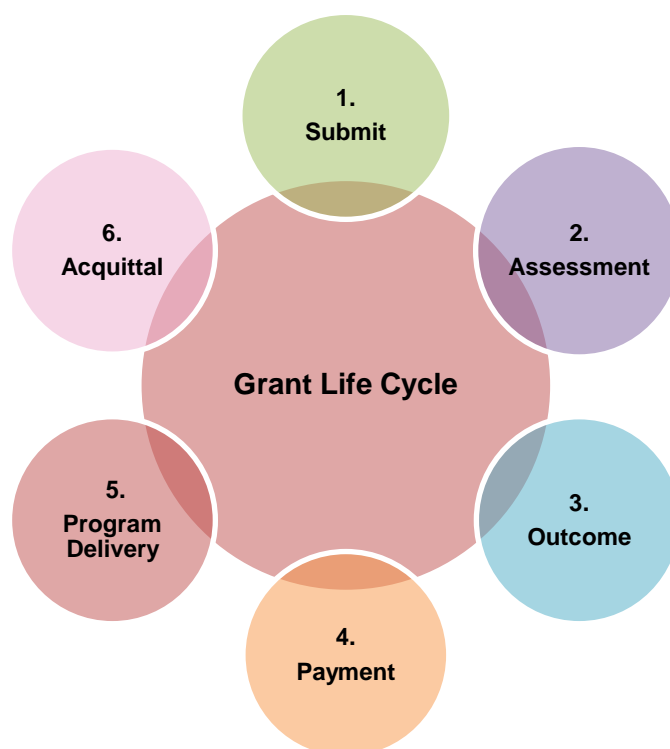 1.
Submit
2.
Assessment
3.
Outcome
4.
Payment
5.
Program
Delivery
6.
Acquittal
Grant Life Cycle